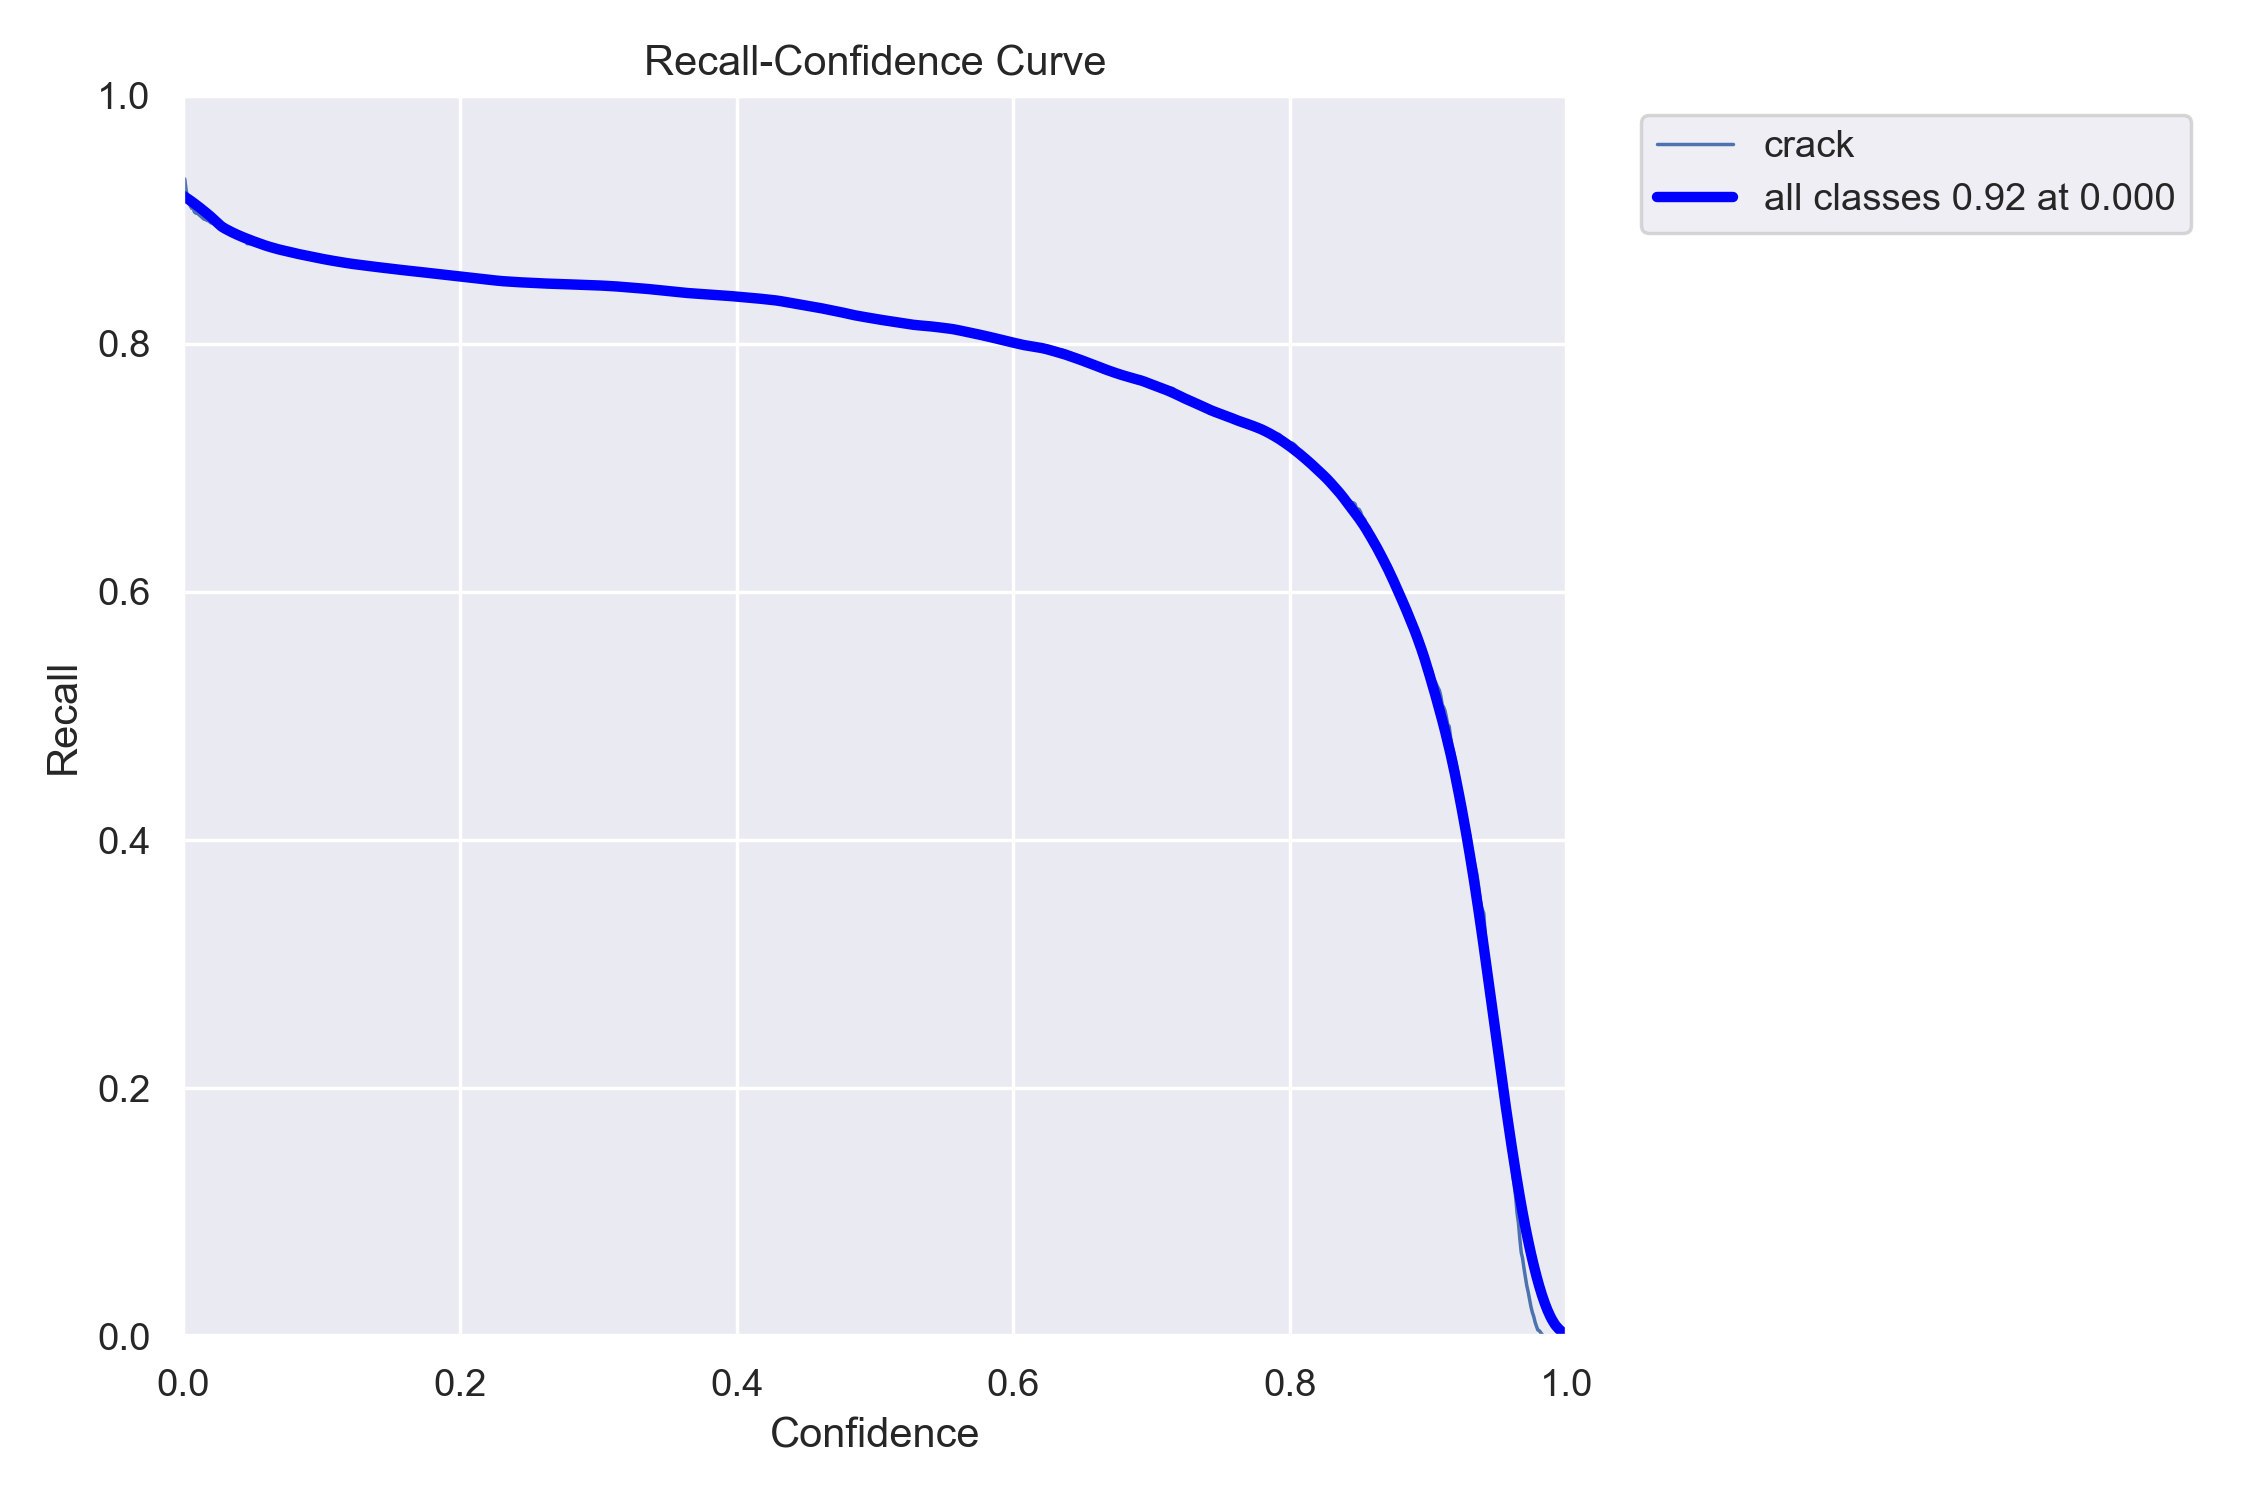 Recall-Confidence Curve
1.0
0.8
0.6
0.4
0.2
0.0
Recall
0.0 0.2 0.4 0.6 0.8 1.0
Confidence
crack
all classes 0.92 at 0.000